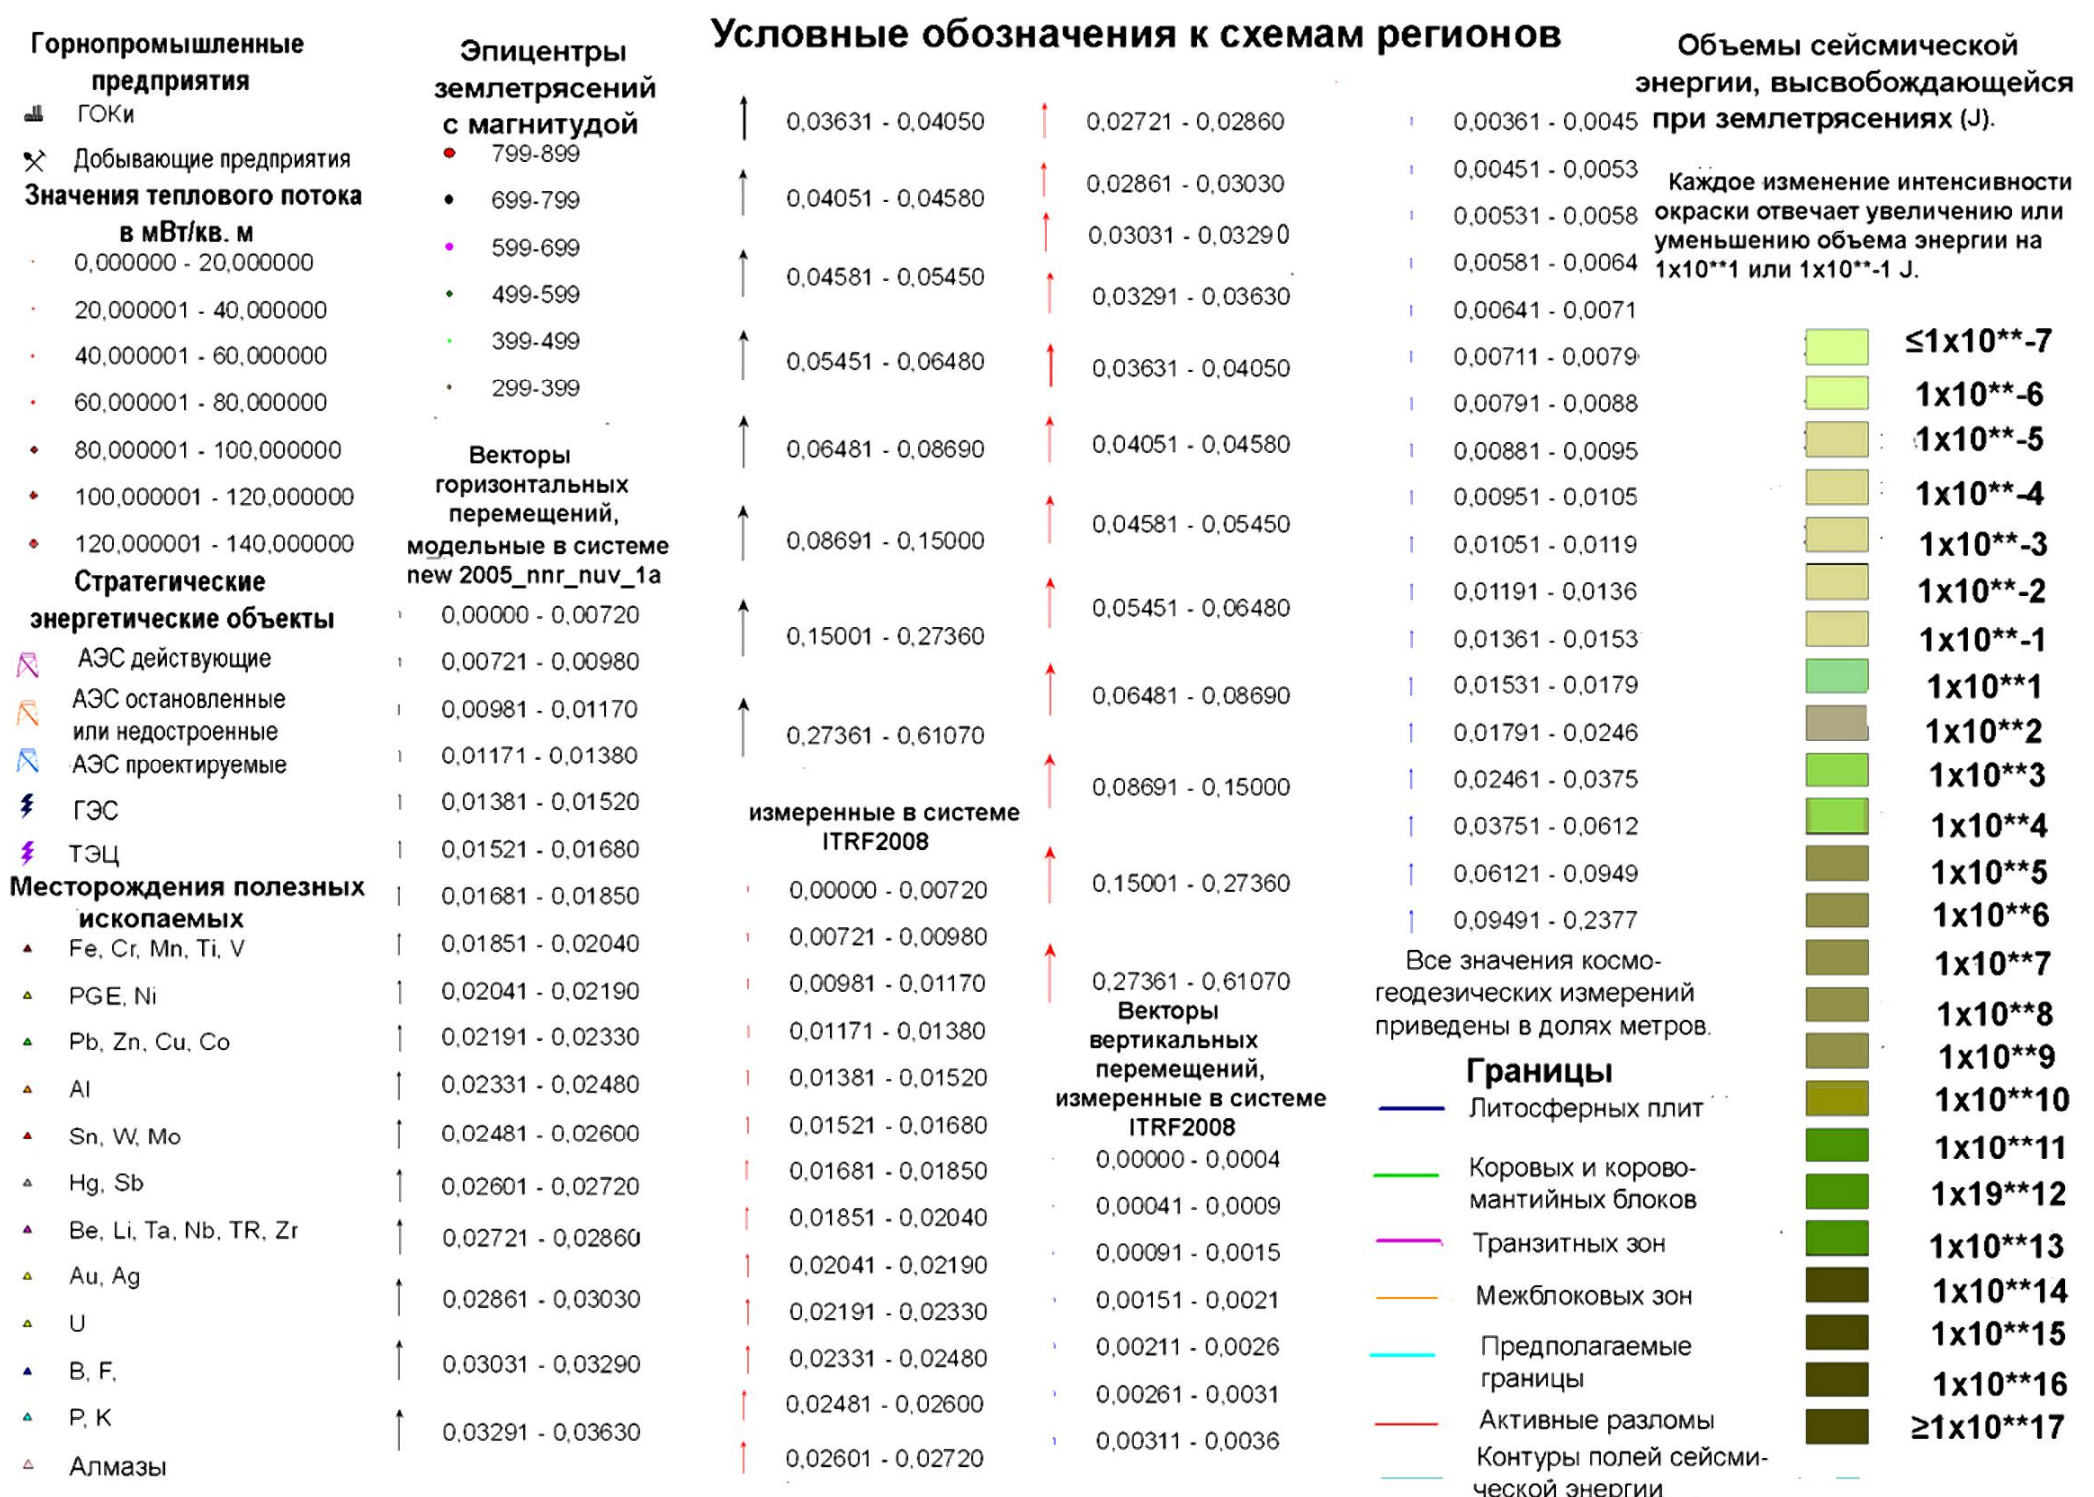 Условные обозначения к схемам регионов
Горнопромышленные
предприятия
ГОКи
Добывающие предприятия
Значения теплового потока
в мВт/кв. м
0,000000 - 20,000000
20,000001 - 40,000000
40,000001 - 60,000000
60,000001 - 80,000000
80,000001 - 100,000000
100,000001 - 120,000000
120,000001 - 140,000000
Стратегические
энергетические объекты
АЭС действующие
АЭС остановленные
или недостроенные
АЭС проектируемые
ГЭС
ТЭЦ
Месторождения полезных
ископаемых
Fe, Cr, Mn, Ti, V
PGE, Ni
Pb, Zn, Cu, Co
Al
Sn, W, Mo
Hg, Sb
Be, Li, Ta, Nb, TR, Zr
Au, Ag
U
B, F,
P, K
Алмазы
Эпицентры
землетрясений
с магнитудой
799-899
699-799
599-699
499-599
399-499
299-399
Векторы
горизонтальных
перемещений,
модельные в системе
new 2005_nnr_nuv_1a
0,00000 - 0,00720
0,00721 - 0,00980
0,00981 - 0,01170
0,01171 - 0,01380
0,01381 - 0,01520
0,01521 - 0,01680
0,01681 - 0,01850
0,01851 - 0,02040
0,02041 - 0,02190
0,02191 - 0,02330
0,02331 - 0,02480
0,02481 - 0,02600
0,02601 - 0,02720
0,02721 - 0,02860
0,02861 - 0,03030
0,03031 - 0,03290
0,03291 - 0,03630
0,03631 - 0,04050
0,04051 - 0,04580
0,04581 - 0,05450
0,05451 - 0,06480
0,06481 - 0,08690
0,08691 - 0,15000
0,15001 - 0,27360
0,27361 - 0,61070
измеренные в системе
ITRF2008
0,00000 - 0,00720
0,00721 - 0,00980
0,00981 - 0,01170
0,01171 - 0,01380
0,01381 - 0,01520
0,01521 - 0,01680
0,01681 - 0,01850
0,01851 - 0,02040
0,02041 - 0,02190
0,02191 - 0,02330
0,02331 - 0,02480
0,02481 - 0,02600
0,02601 - 0,02720
0,02721 - 0,02860
0,02861 - 0,03030
0,03031 - 0,03290
0,03291 - 0,03630
0,03631 - 0,04050
0,04051 - 0,04580
0,04581 - 0,05450
0,05451 - 0,06480
0,06481 - 0,08690
0,08691 - 0,15000
0,15001 - 0,27360
0,27361 - 0,61070
Векторы
вертикальных
перемещений,
измеренные в системе
ITRF2008
0,00000 - 0,0004
0,00041 - 0,0009
0,00091 - 0,0015
0,00151 - 0,0021
0,00211 - 0,0026
0,00261 - 0,0031
0,00311 - 0,0036
0,00361 - 0,0045
0,00451 - 0,0053
0,00531 - 0,0058
0,00581 - 0,0064
0,00641 - 0,0071
0,00711 - 0,0079
0,00791 - 0,0088
0,00881 - 0,0095
0,00951 - 0,0105
0,01051 - 0,0119
0,01191 - 0,0136
0,01361 - 0,0153
0,01531 - 0,0179
0,01791 - 0,0246
0,02461 - 0,0375
0,03751 - 0,0612
0,06121 - 0,0949
0,09491 - 0,2377
Все значения космо-
геодезических измерений
приведены в долях метров.
Границы
Литосферных плит
Коровых и корово-
мантийных блоков
Транзитных зон
Межблоковых зон
Предполагаемые
границы
Активные разломы
Контуры полей сейсми-
ческой энергии
Объемы сейсмической
энергии, высвобождающейся
при землетрясениях (J).
Каждое изменение интенсивности
окраски отвечает увеличению или
уменьшению объема энергии на
1x10**1 или 1x10**-1 J.
≤1x10**-7
1x10**-6
1x10**-5
1x10**-4
1x10**-3
1x10**-2
1x10**-1
1x10**1
1x10**2
1x10**3
1x10**4
1x10**5
1x10**6
1x10**7
1x10**8
1x10**9
1x10**10
1x10**11
1x19**12
1x10**13
1x10**14
1x10**15
1x10**16
≥1x10**17